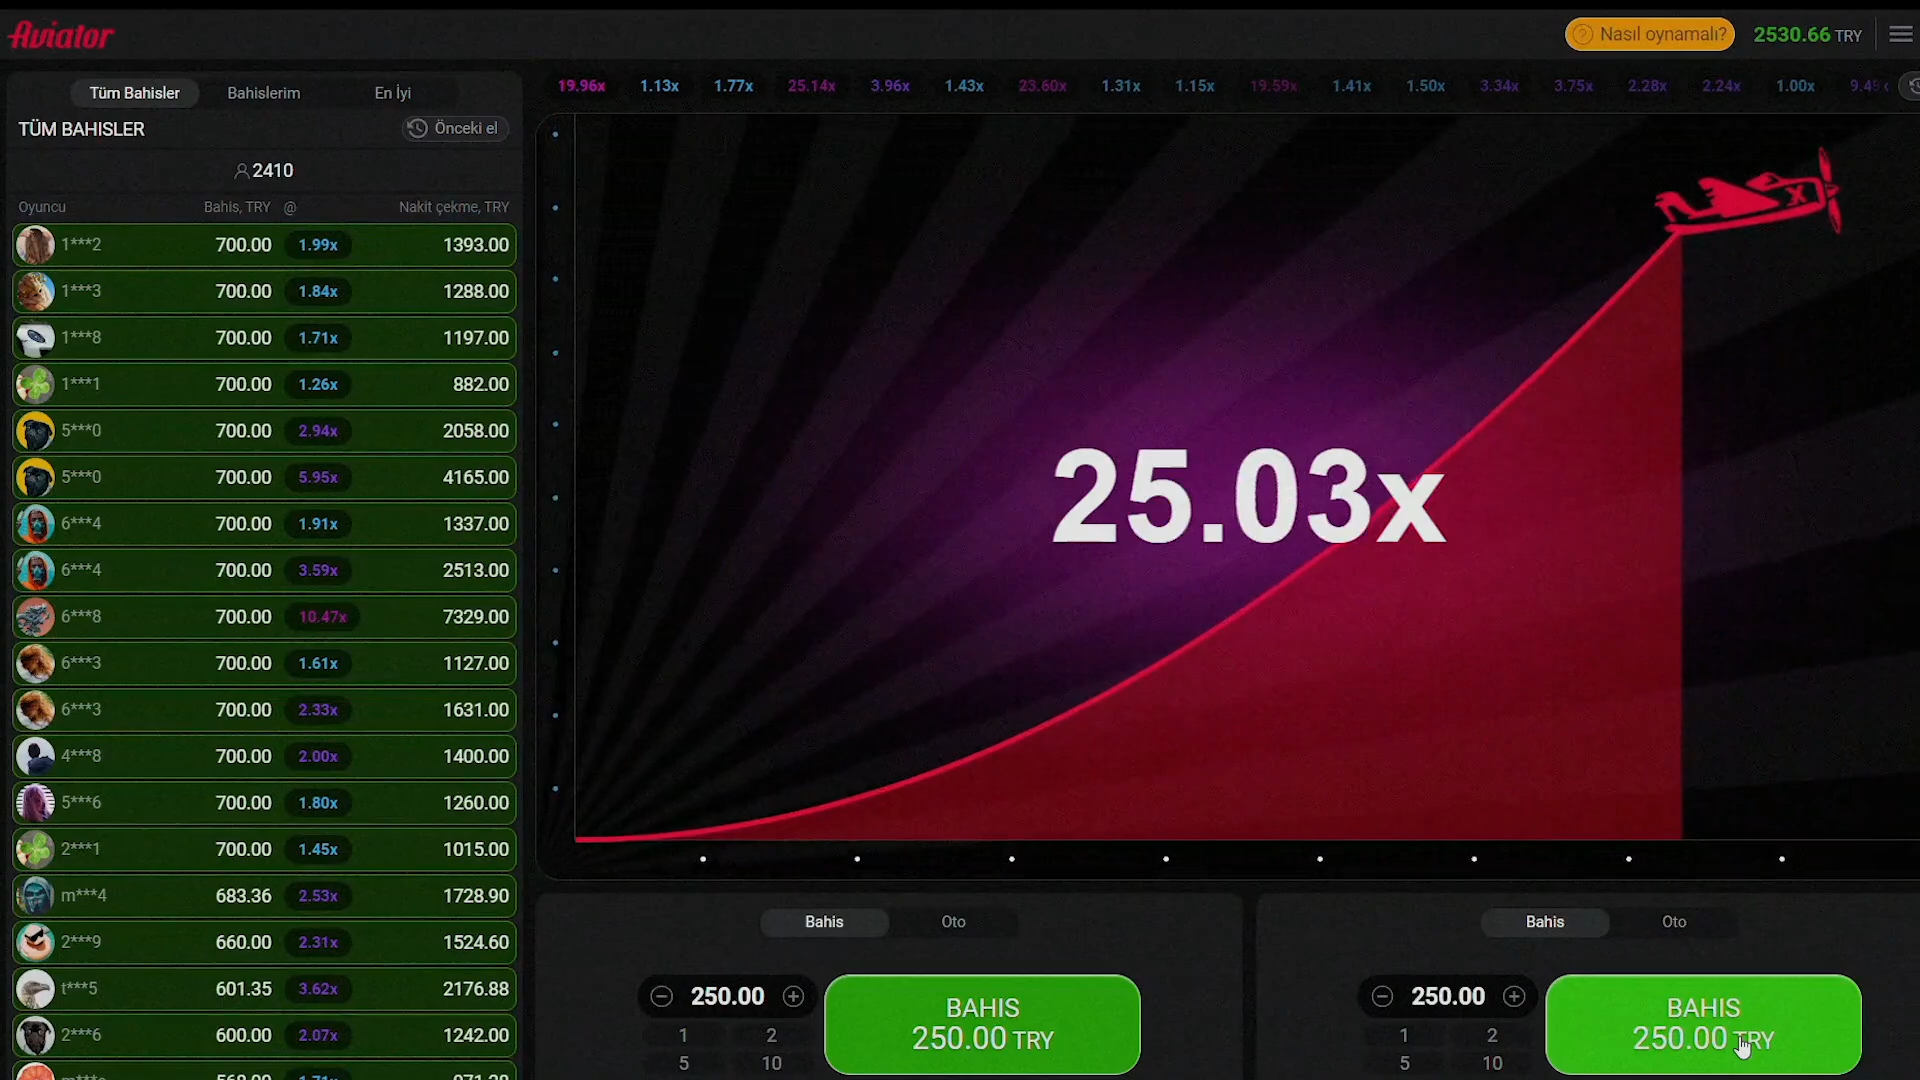 Aviator
Nasıl oynamalı?
2530.66 TRY
Tüm Bahisler
Bahislerim
En İyi
19.96x 1.13x 1.77x 25.14x 3.96x 1.43x 23.60x 1.31x 1.15x 19.59x 1.41x 1.50x 3.34x 3.75x 2.28x 2.24x 1.00x
TÜM BAHISLER
Önceki el
2410
Oyuncu Bahis, TRY @ Nakit çekme, TRY
1***2 700.00 1.99x 1393.00
1***3 700.00 1.84x 1288.00
1***8 700.00 1.71x 1197.00
1***1 700.00 1.26x 882.00
5***0 700.00 2.94x 2058.00
5***0 700.00 5.95x 4165.00
6***4 700.00 1.91x 1337.00
6***4 700.00 3.59x 2513.00
6***8 700.00 10.47x 7329.00
6***3 700.00 1.61x 1127.00
6***3 700.00 2.33x 1631.00
4***8 700.00 2.00x 1400.00
5***6 700.00 1.80x 1260.00
2***1 700.00 1.45x 1015.00
m***4 683.36 2.53x 1728.90
2***9 660.00 2.31x 1524.60
t***5 601.35 3.62x 2176.88
2***6 600.00 2.07x 1242.00
X
25.03x
Bahis Oto
250.00
1 2
5 10
BAHIS
250.00 TRY
Bahis Oto
250.00
1 2
5 10
BAHIS
250.00 TRY